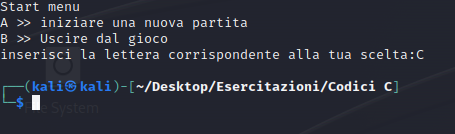 Start menu
A >> iniziare una nuova partita
B >> Uscire dal gioco
inserisci la lettera corrispondente alla tua scelta:C
┌──(kali㉿kali)-[~/Desktop/Esercitazioni/Codici C]
└─$
System